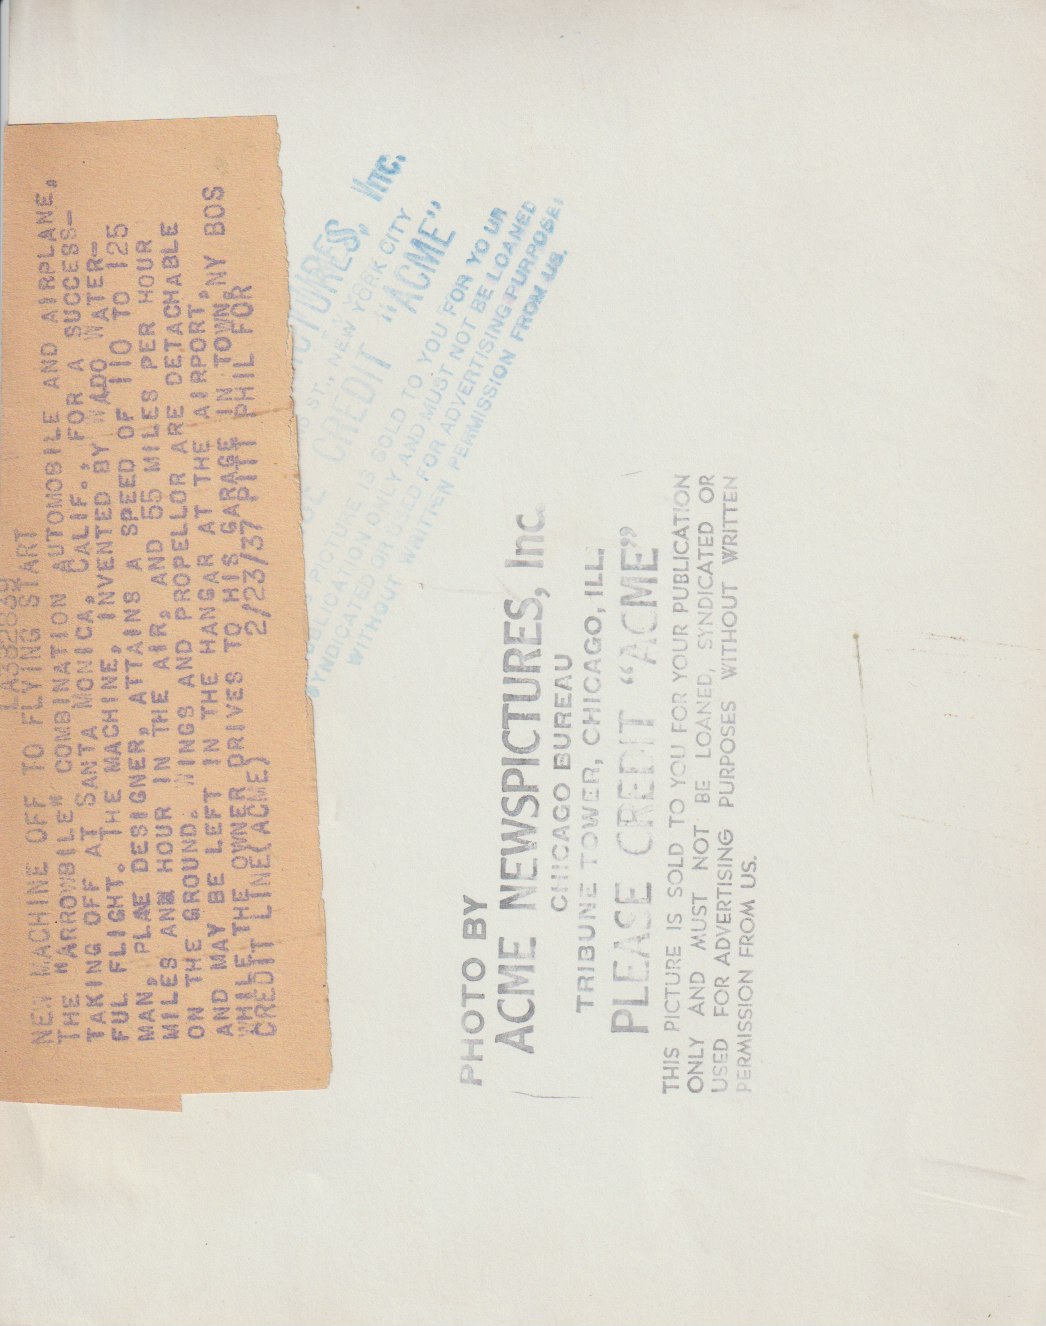 LA332839
NEW MACHINE OFF TO FLYING START
THE "ARROWBILE" COMBINATION AUTOMOBILE AND AIRPLANE,
TAKING OFF AT SANTA MONICA, CALIF., FOR A SUCCESS-
FUL FLIGHT. THE MACHINE, INVENTED BY WADO WATER-
MAN, PLAE DESIGNER, ATTAINS A SPEED OF 110 TO 125
MILES AN HOUR IN THE AIR, AND 55 MILES PER HOUR
ON THE GROUND. WINGS AND PROPELLOR ARE DETACHABLE
AND MAY BE LEFT IN THE HANGAR AT THE AIRPORT,
WHILE THE OWNER DRIVES TO HIS GARAGE IN TOWN. NY BOS
CREDIT LINE(ACME) 2/23/37 PITT PHIL FOR
CTURES, Inc.
ST., NEW YORK CITY
CREDIT "ACME"
PICTURE IS SOLD TO YOU FOR YOUR
PUBLICATION ONLY AND MUST NOT BE LOANED
SYNDICATED OR USED FOR ADVERTISING PURPOSES
WITHOUT WRITTEN PERMISSION FROM US.
PHOTO BY
ACME NEWSPICTURES, Inc.
CHICAGO BUREAU
TRIBUNE TOWER, CHICAGO, ILL.
PLEASE CREDIT "ACME"
THIS PICTURE IS SOLD TO YOU FOR YOUR PUBLICATION
ONLY AND MUST NOT BE LOANED, SYNDICATED OR
USED FOR ADVERTISING PURPOSES WITHOUT WRITTEN
PERMISSION FROM US.